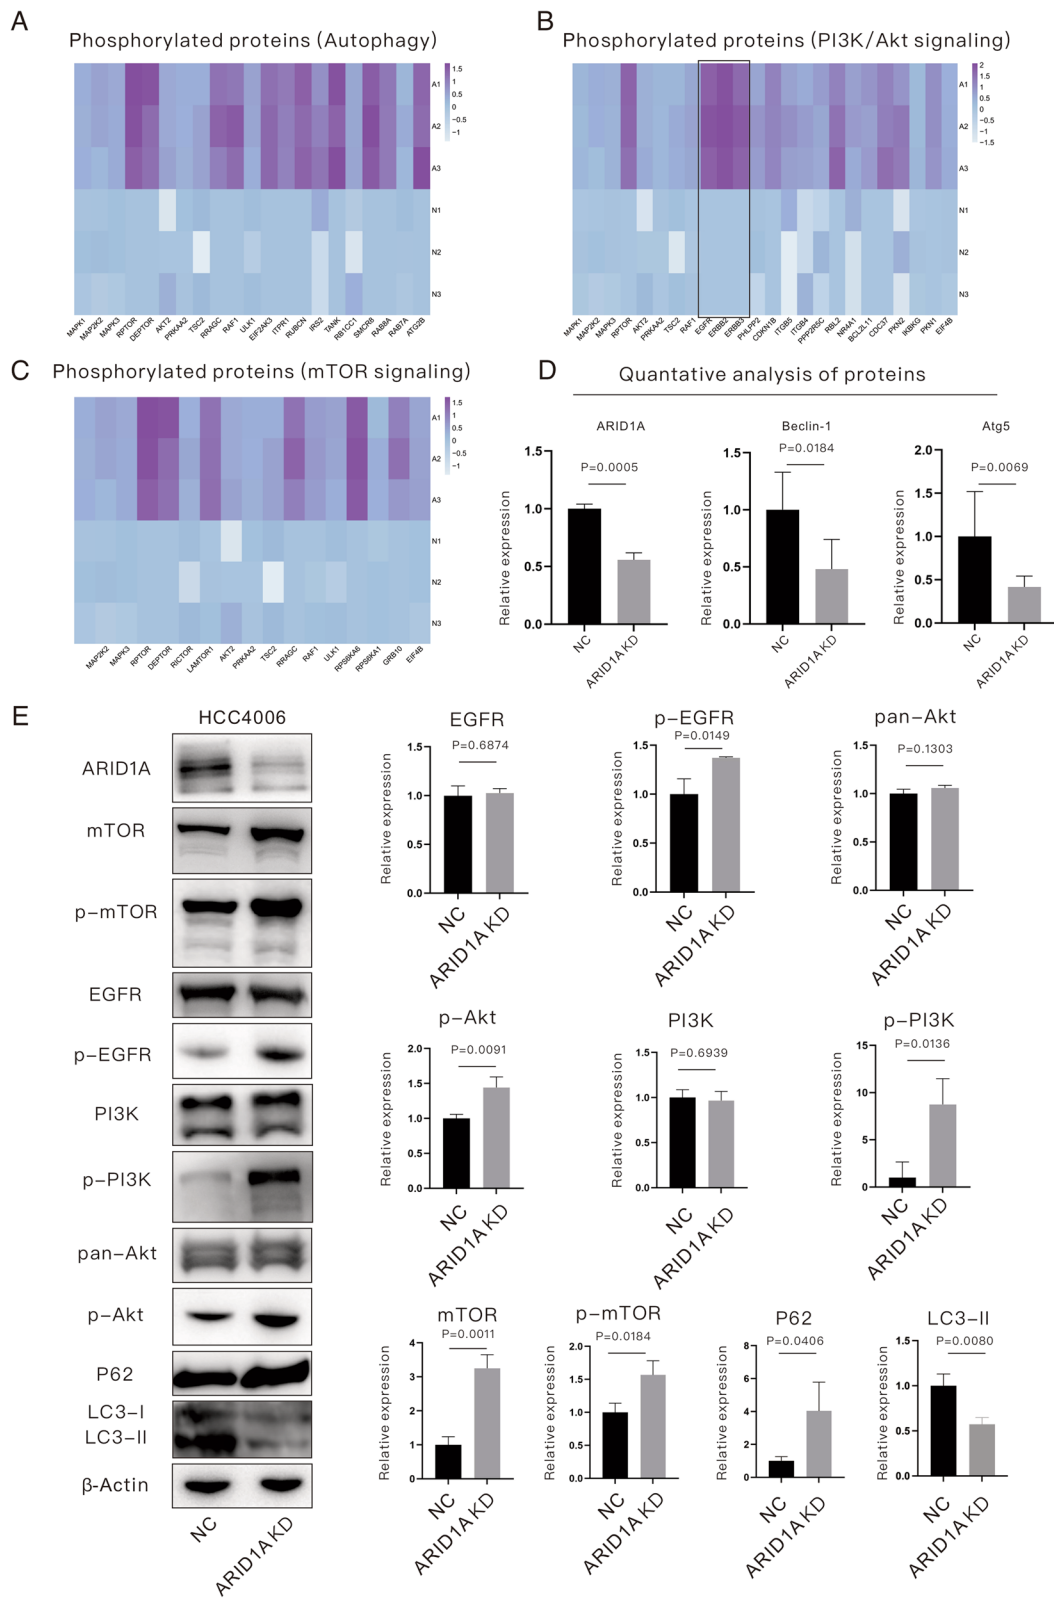 A
Phosphorylated proteins (Autophagy)
1.5
1
0.5
0
−0.5
−1
A1
A2
A3
N1
N2
N3
MAPK1
MAP2K2
MAPK3
RPTOR
DEPTOR
AKT2
PRKAA2
TSC2
RRAGC
RAF1
ULK1
EIF2AK3
ITPR1
RUBCN
IRS2
TANK
RB1CC1
SMCR8
RAB8A
RAB7A
ATG2B
B
Phosphorylated proteins (PI3K/Akt signaling)
2
1.5
1
0.5
0
−0.5
−1
−1.5
A1
A2
A3
N1
N2
N3
MAPK1
MAP2K2
MAPK3
RPTOR
AKT2
PRKAA2
TSC2
RAF1
EGFR
ERBB2
ERBB3
PHLPP2
CDKN1B
ITGB5
ITGB4
PPP2R5C
RBL2
NR4A1
BCL2L11
CDC37
PKN2
IKBKG
PKN1
EIF4B
C
Phosphorylated proteins (mTOR signaling)
1.5
1
0.5
0
−0.5
−1
A1
A2
A3
N1
N2
N3
MAP2K2
MAPK3
RPTOR
DEPTOR
RICTOR
LAMTOR1
AKT2
PRKAA2
TSC2
RRAGC
RAF1
ULK1
RPS6KA6
RPS6KA1
GRB10
EIF4B
D
Quantative analysis of proteins
ARID1A
P=0.0005
Relative expression
1.5
1.0
0.5
0.0
NC
ARID1A KD
Beclin-1
P=0.0184
Relative expression
1.5
1.0
0.5
0.0
NC
ARID1A KD
Atg5
P=0.0069
Relative expression
2.0
1.5
1.0
0.5
0.0
NC
ARID1A KD
E
HCC4006
ARID1A
mTOR
p−mTOR
EGFR
p−EGFR
PI3K
p−PI3K
pan−Akt
p−Akt
P62
LC3−I
LC3−II
β-Actin
NC
ARID1A KD
EGFR
P=0.6874
Relative expression
1.5
1.0
0.5
0.0
NC
ARID1A KD
p−EGFR
P=0.0149
Relative expression
1.5
1.0
0.5
0.0
NC
ARID1A KD
pan−Akt
P=0.1303
Relative expression
1.5
1.0
0.5
0.0
NC
ARID1A KD
p−Akt
P=0.0091
Relative expression
2.0
1.5
1.0
0.5
0.0
NC
ARID1A KD
PI3K
P=0.6939
Relative expression
1.5
1.0
0.5
0.0
NC
ARID1A KD
p−PI3K
P=0.0136
Relative expression
15
10
5
0
NC
ARID1A KD
mTOR
P=0.0011
Relative expression
4
3
2
1
0
NC
ARID1A KD
p−mTOR
P=0.0184
Relative expression
2.0
1.5
1.0
0.5
0.0
NC
ARID1A KD
P62
P=0.0406
Relative expression
8
6
4
2
0
NC
ARID1A KD
LC3−II
P=0.0080
Relative expression
1.5
1.0
0.5
0.0
NC
ARID1A KD